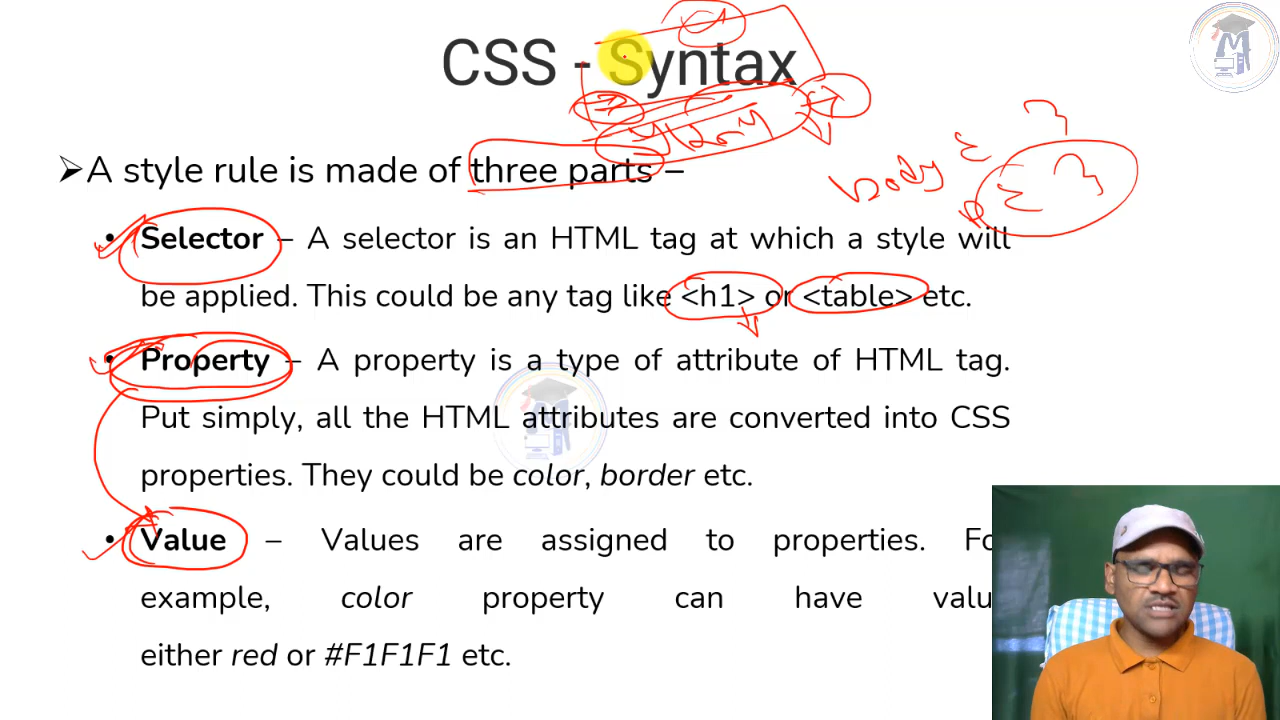 CSS - Syntax
➢A style rule is made of three parts –
body {
{ }
}
• Selector – A selector is an HTML tag at which a style will
be applied. This could be any tag like <h1> or <table> etc.
• Property – A property is a type of attribute of HTML tag.
Put simply, all the HTML attributes are converted into CSS
properties. They could be color, border etc.
• Value – Values are assigned to properties. Fo
example, color property can have valu
either red or #F1F1F1 etc.
M